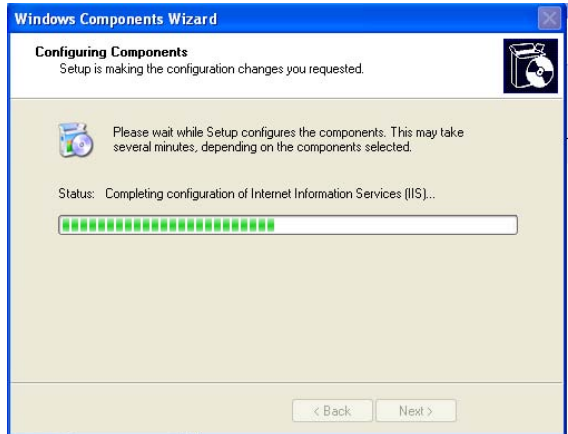 Windows Components Wizard
Configuring Components
Setup is making the configuration changes you requested.
Please wait while Setup configures the components. This may take
several minutes, depending on the components selected.
Status: Completing configuration of Internet Information Services (IIS)...
< Back Next >